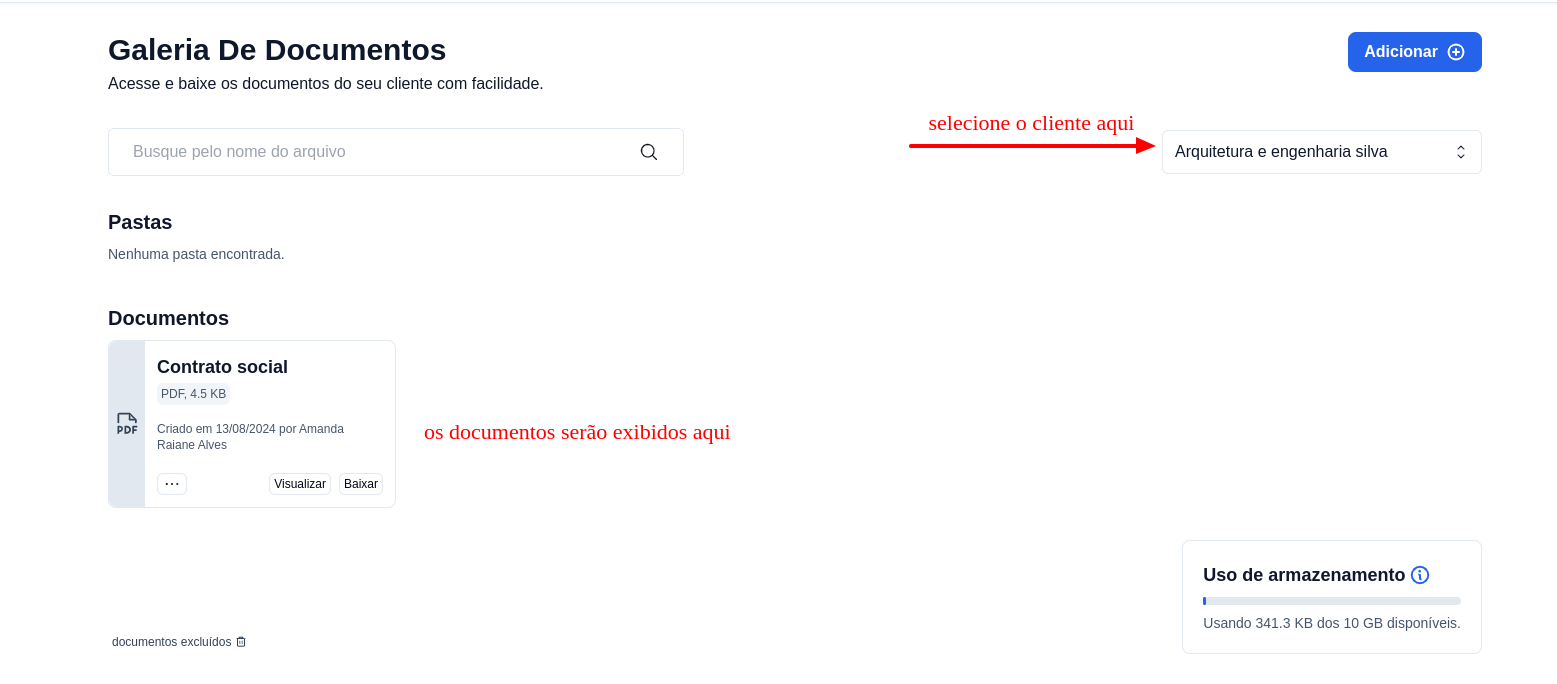 Galeria De Documentos
Adicionar
Acesse e baixe os documentos do seu cliente com facilidade.
selecione o cliente aqui
Busque pelo nome do arquivo
Arquitetura e engenharia silva
Pastas
Nenhuma pasta encontrada.
Documentos
Contrato social
PDF, 4.5 KB
PDF
Criado em 13/08/2024 por Amanda
Raiane Alves
os documentos serão exibidos aqui
... Visualizar Baixar
Uso de armazenamento
Usando 341.3 KB dos 10 GB disponíveis.
documentos excluídos